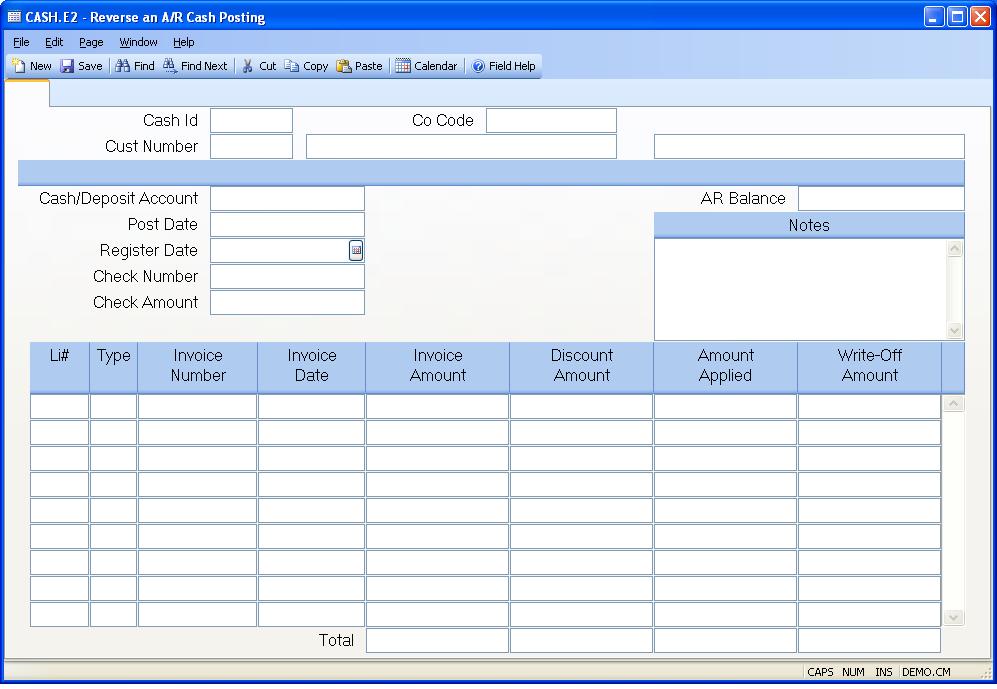 CASH.E2 - Reverse an A/R Cash Posting
File Edit Page Window Help
New Save Find Find Next Cut Copy Paste Calendar Field Help
Cash Id Co Code
Cust Number
Cash/Deposit Account AR Balance
Post Date Notes
Register Date
Check Number
Check Amount
Li# Type Invoice Invoice Invoice Discount Amount Write-Off
Number Date Amount Amount Applied Amount
Total
CAPS NUM INS DEMO.CM